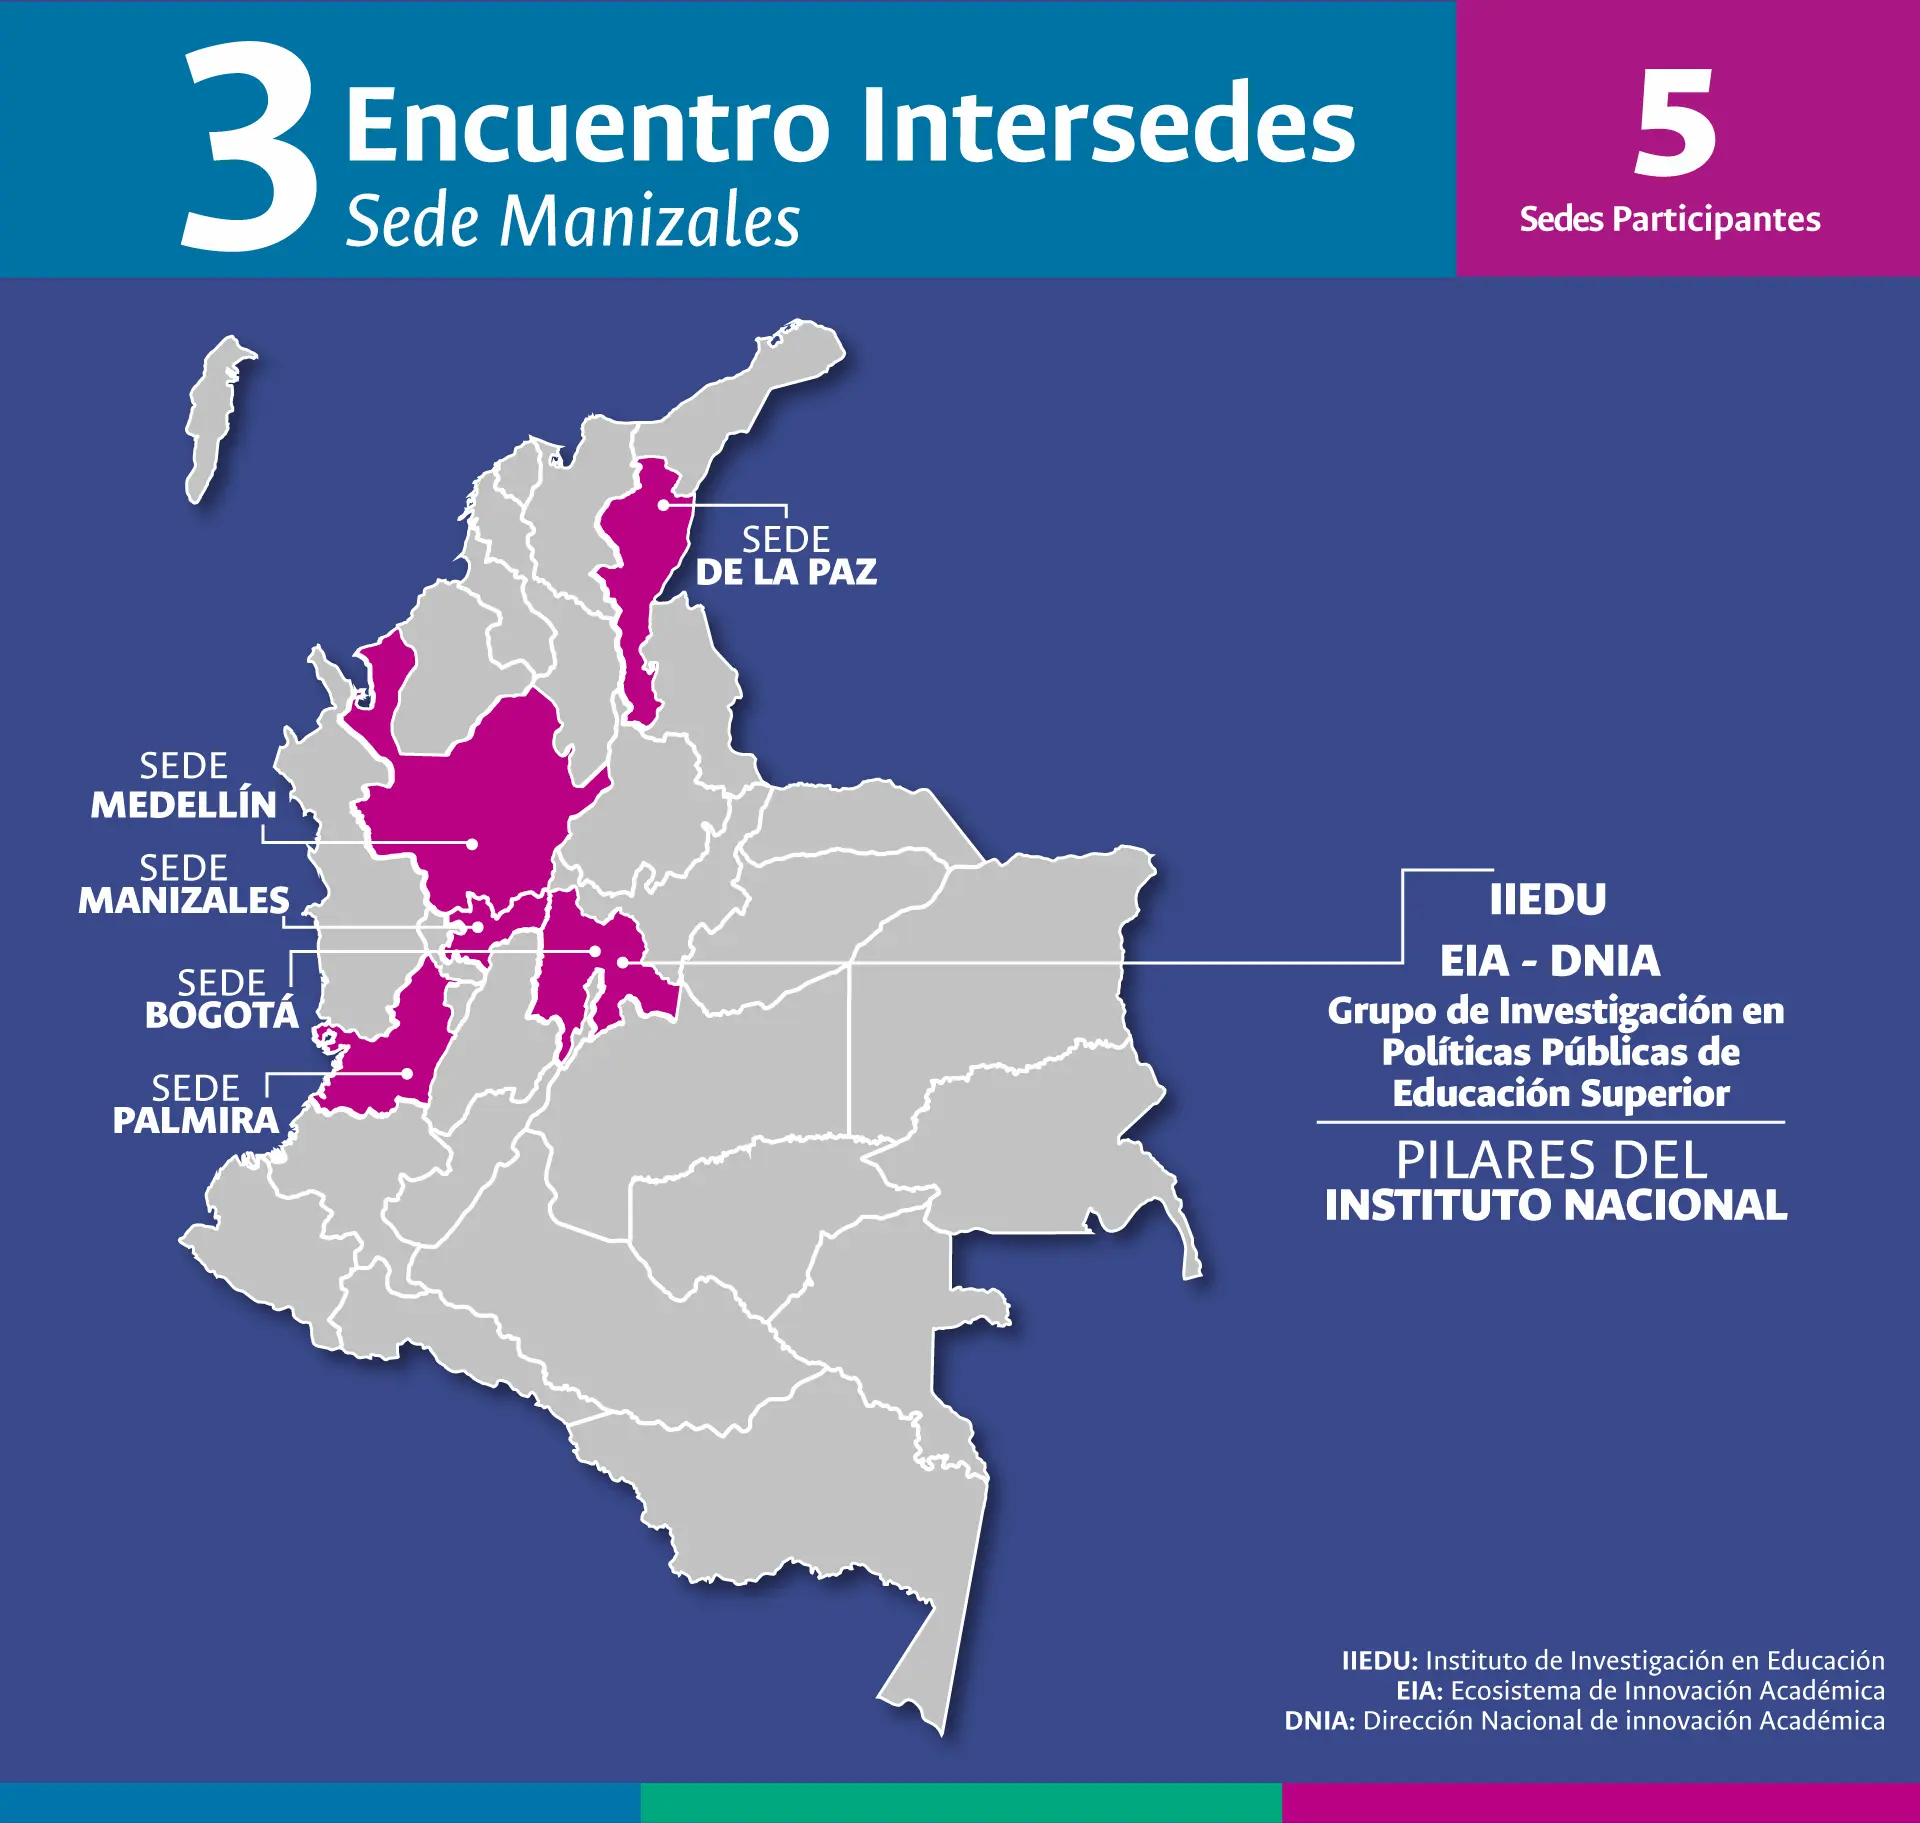 3 Encuentro Intersedes
Sede Manizales
5
Sedes Participantes
SEDE
DE LA PAZ
SEDE
MEDELLÍN
SEDE
MANIZALES
SEDE
BOGOTÁ
SEDE
PALMIRA
IIEDU
EIA - DNIA
Grupo de Investigación en
Políticas Públicas de
Educación Superior
PILARES DEL
INSTITUTO NACIONAL
IIEDU: Instituto de Investigación en Educación
EIA: Ecosistema de Innovación Académica
DNIA: Dirección Nacional de innovación Académica